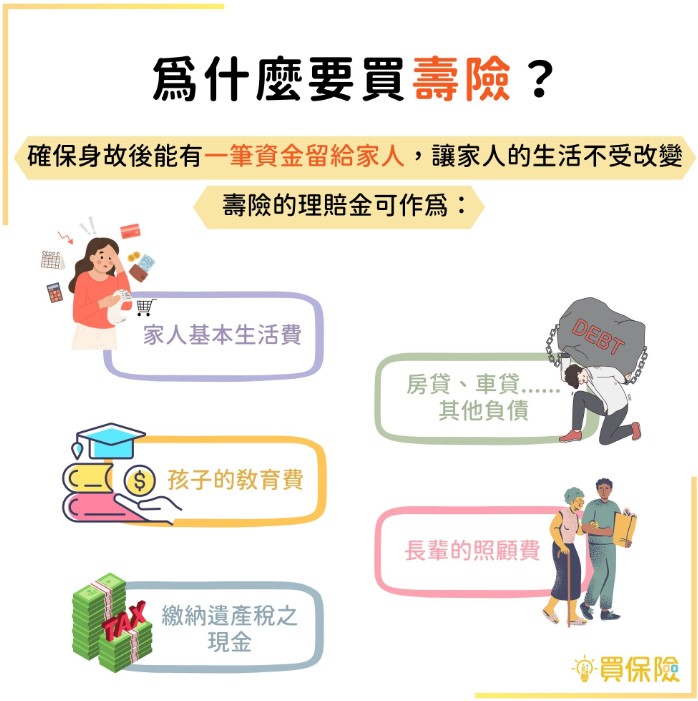 爲什麼要買壽險？
確保身故後能有一筆資金留給家人，讓家人的生活不受改變
壽險的理賠金可作爲：
家人基本生活費
DEBT
房貸、車貸......
其他負債
$
孩子的教育費
長輩的照顧費
TAX
繳納遺產稅之
現金
買保險